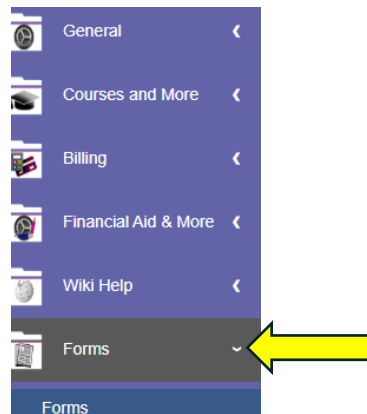 General
Courses and More
Billing
Financial Aid & More
Wiki Help
Forms
Forms